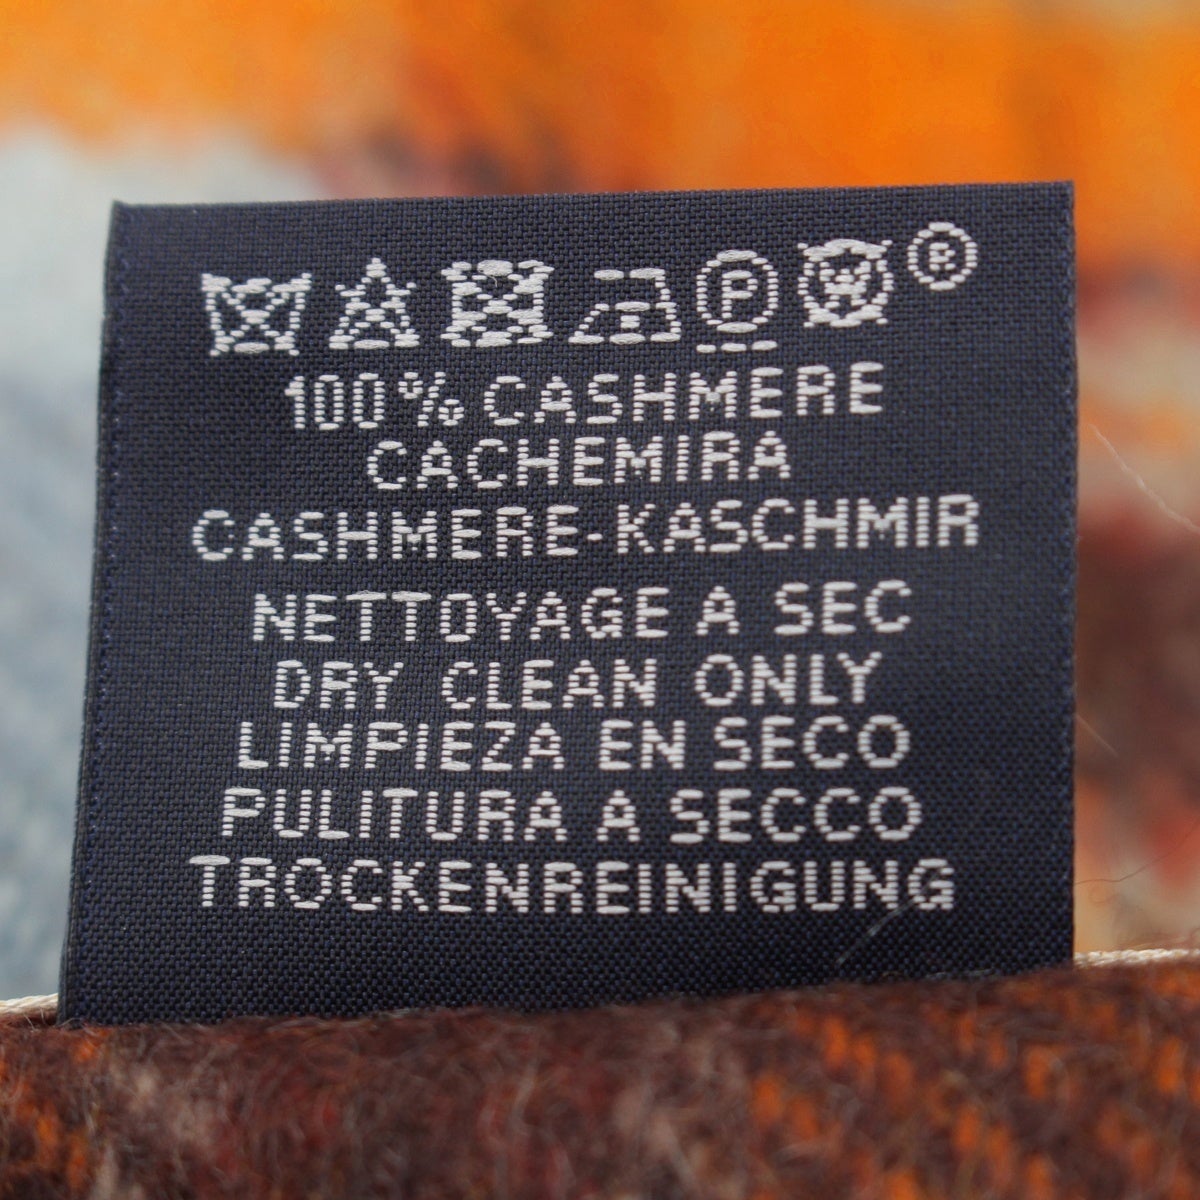 P ®
100% CASHMERE
CACHEMIRA
CASHMERE-KASCHMIR
NETTOYAGE A SEC
DRY CLEAN ONLY
LIMPIEZA EN SECO
PULITURA A SECCO
TROCKENREINIGUNG